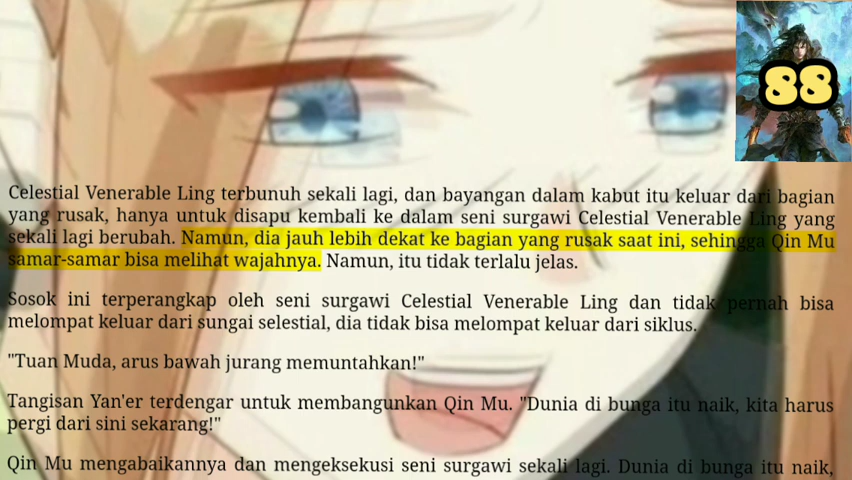 88
Celestial Venerable Ling terbunuh sekali lagi, dan bayangan dalam kabut itu keluar dari bagian
yang rusak, hanya untuk disapu kembali ke dalam seni surgawi Celestial Venerable Ling yang
sekali lagi berubah. Namun, dia jauh lebih dekat ke bagian yang rusak saat ini, sehingga Qin Mu
samar-samar bisa melihat wajahnya. Namun, itu tidak terlalu jelas.
Sosok ini terperangkap oleh seni surgawi Celestial Venerable Ling dan tidak pernah bisa
melompat keluar dari sungai selestial, dia tidak bisa melompat keluar dari siklus.
"Tuan Muda, arus bawah jurang memuntahkan!"
Tangisan Yan'er terdengar untuk membangunkan Qin Mu. "Dunia di bunga itu naik, kita harus
pergi dari sini sekarang!"
Qin Mu mengabaikannya dan mengeksekusi seni surgawi sekali lagi. Dunia di bunga itu naik,